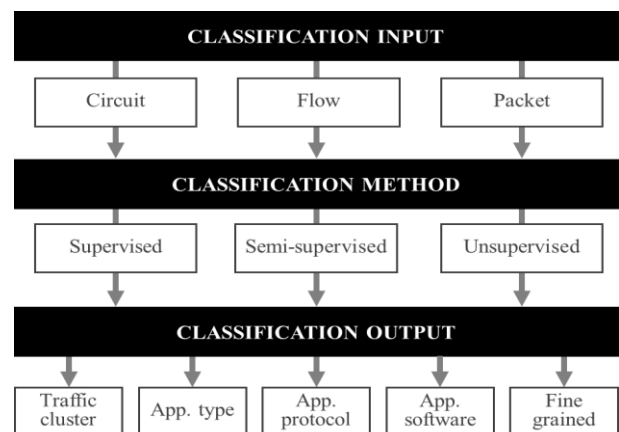 CLASSIFICATION INPUT
Circuit
Flow
Packet
CLASSIFICATION METHOD
Supervised
Semi-supervised
Unsupervised
CLASSIFICATION OUTPUT
Traffic
cluster
App. type
App.
protocol
App.
software
Fine
grained